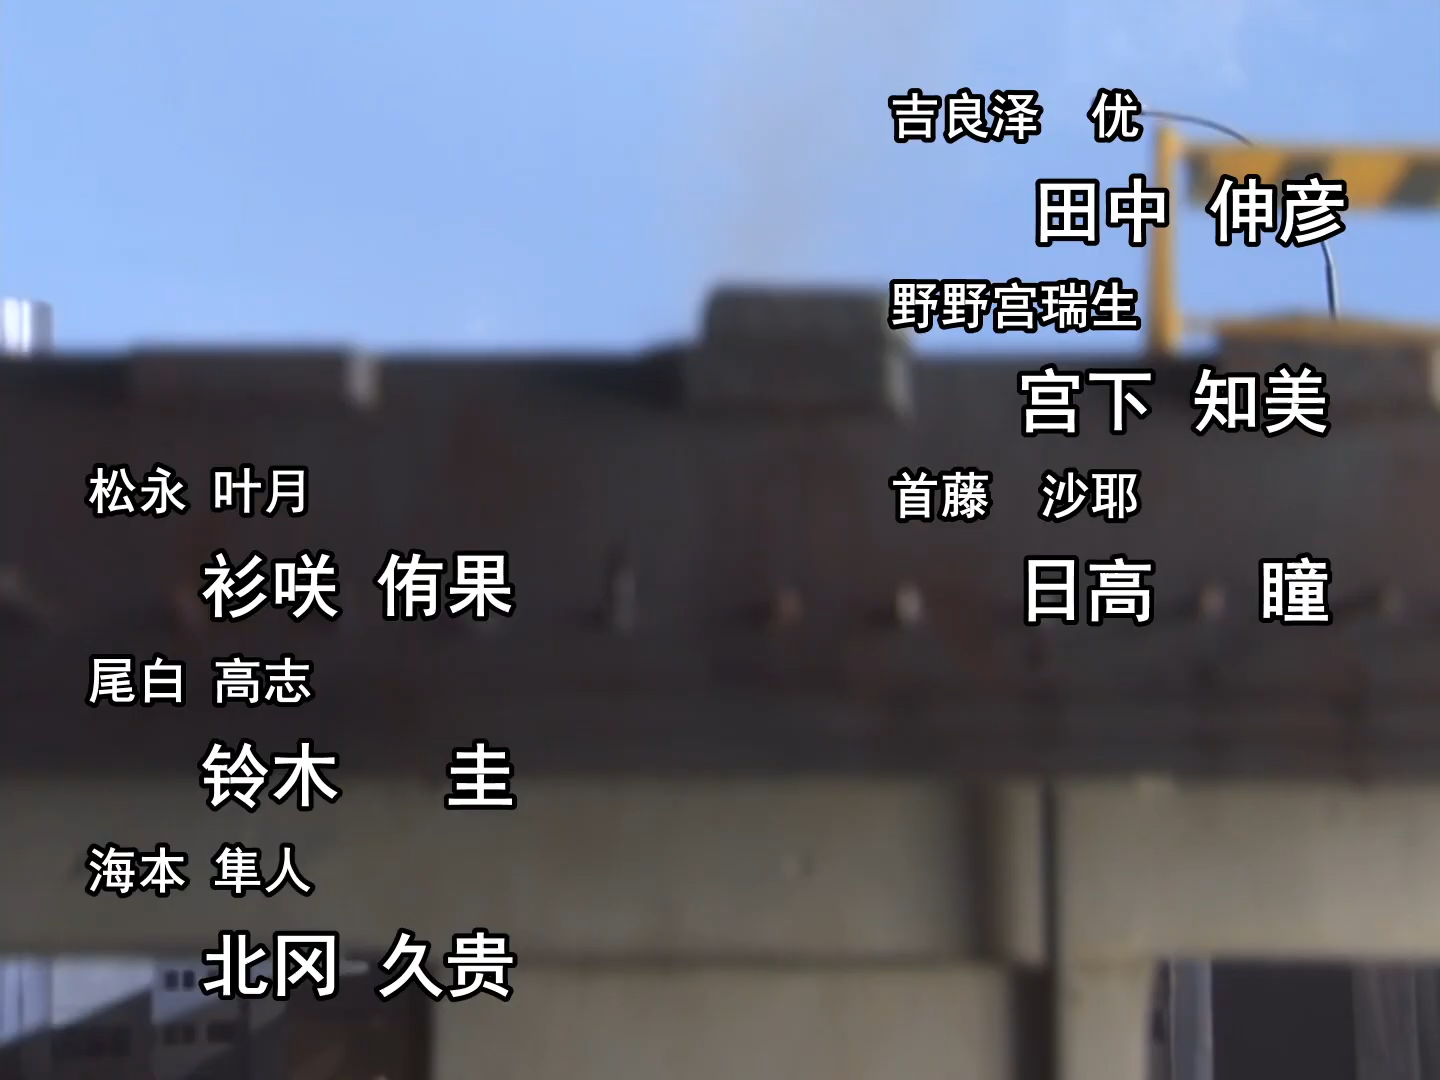 吉良泽 优
田中 伸彦
野野宫瑞生
宫下 知美
首藤 沙耶
日高 瞳
松永 叶月
衫咲 侑果
尾白 高志
铃木 圭
海本 隼人
北冈 久贵